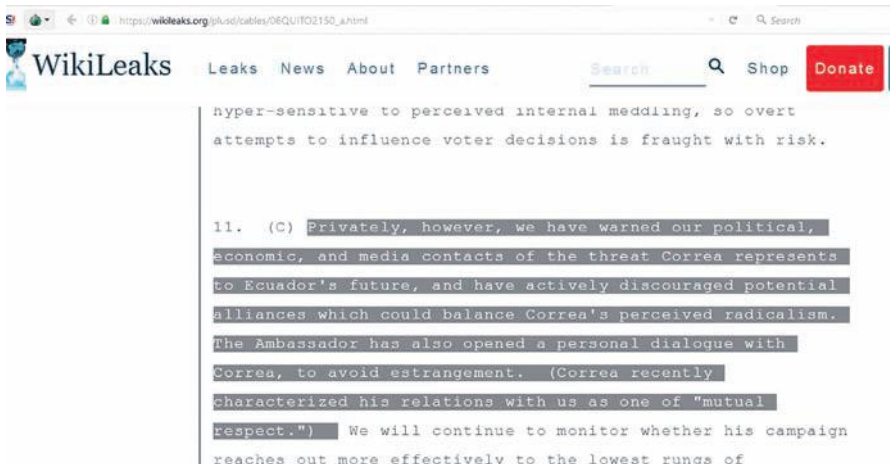 https://wikileaks.org/plusd/cables/06QUITO2150_a.html
Search
WikiLeaks
Leaks News About Partners
Search
Shop
Donate
hyper-sensitive to perceived internal meddling, so overt
attempts to influence voter decisions is fraught with risk.
11. (C) Privately, however, we have warned our political,
economic, and media contacts of the threat Correa represents
to Ecuador's future, and have actively discouraged potential
alliances which could balance Correa's perceived radicalism.
The Ambassador has also opened a personal dialogue with
Correa, to avoid estrangement. (Correa recently
characterized his relations with us as one of "mutual
respect.") We will continue to monitor whether his campaign
reaches out more effectively to the lowest rungs of